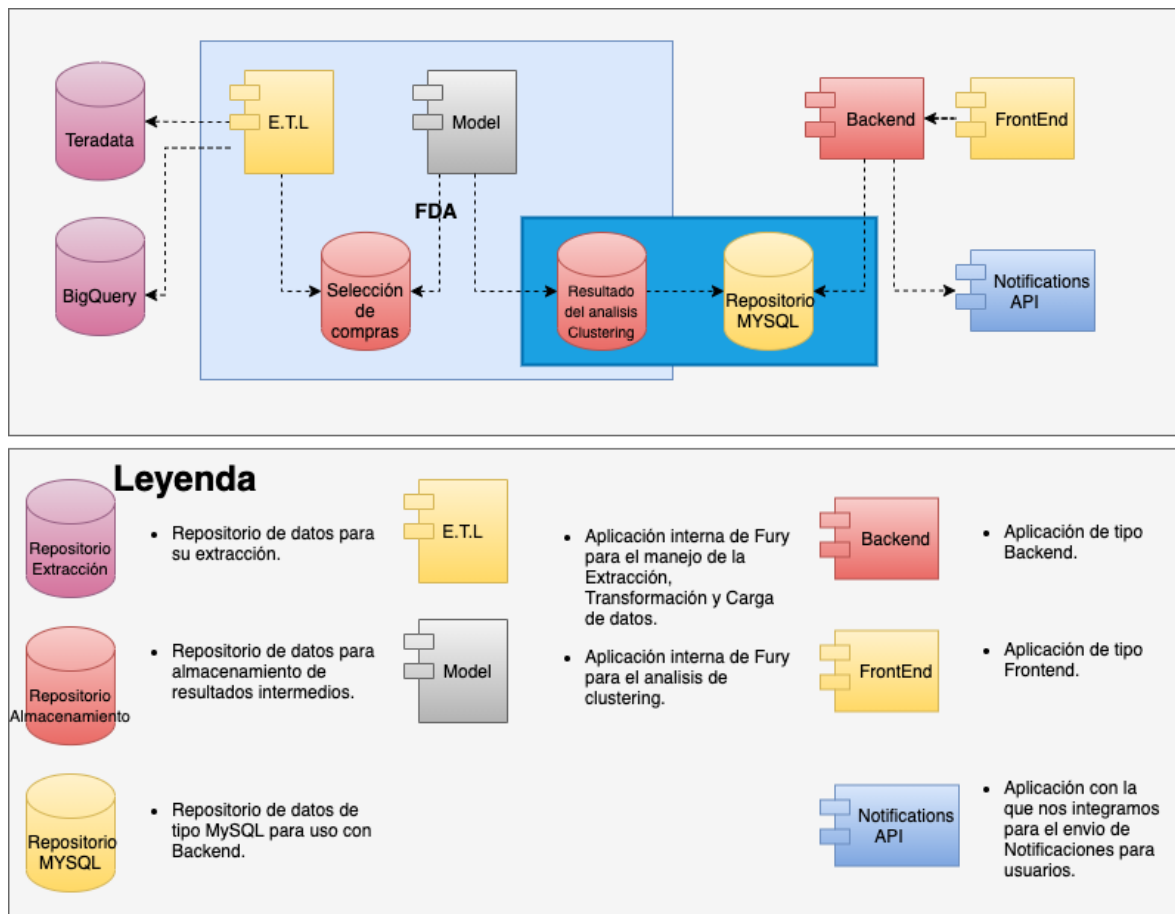 Teradata
E.T.L
Model
Backend
FrontEnd
FDA
BigQuery
Selección
de
compras
Resultado
del analisis
Clustering
Repositorio
MYSQL
Notifications
API
Leyenda
Repositorio
Extracción
• Repositorio de datos para
su extracción.
E.T.L
• Aplicación interna de Fury
para el manejo de la
Extracción,
Transformación y Carga
de datos.
Backend
• Aplicación de tipo
Backend.
Repositorio
Almacenamiento
• Repositorio de datos para
almacenamiento de
resultados intermedios.
Model
• Aplicación interna de Fury
para el analisis de
clustering.
FrontEnd
• Aplicación de tipo
Frontend.
Repositorio
MYSQL
• Repositorio de datos de
tipo MySQL para uso con
Backend.
Notifications
API
• Aplicación con la
que nos integramos
para el envio de
Notificaciones para
usuarios.